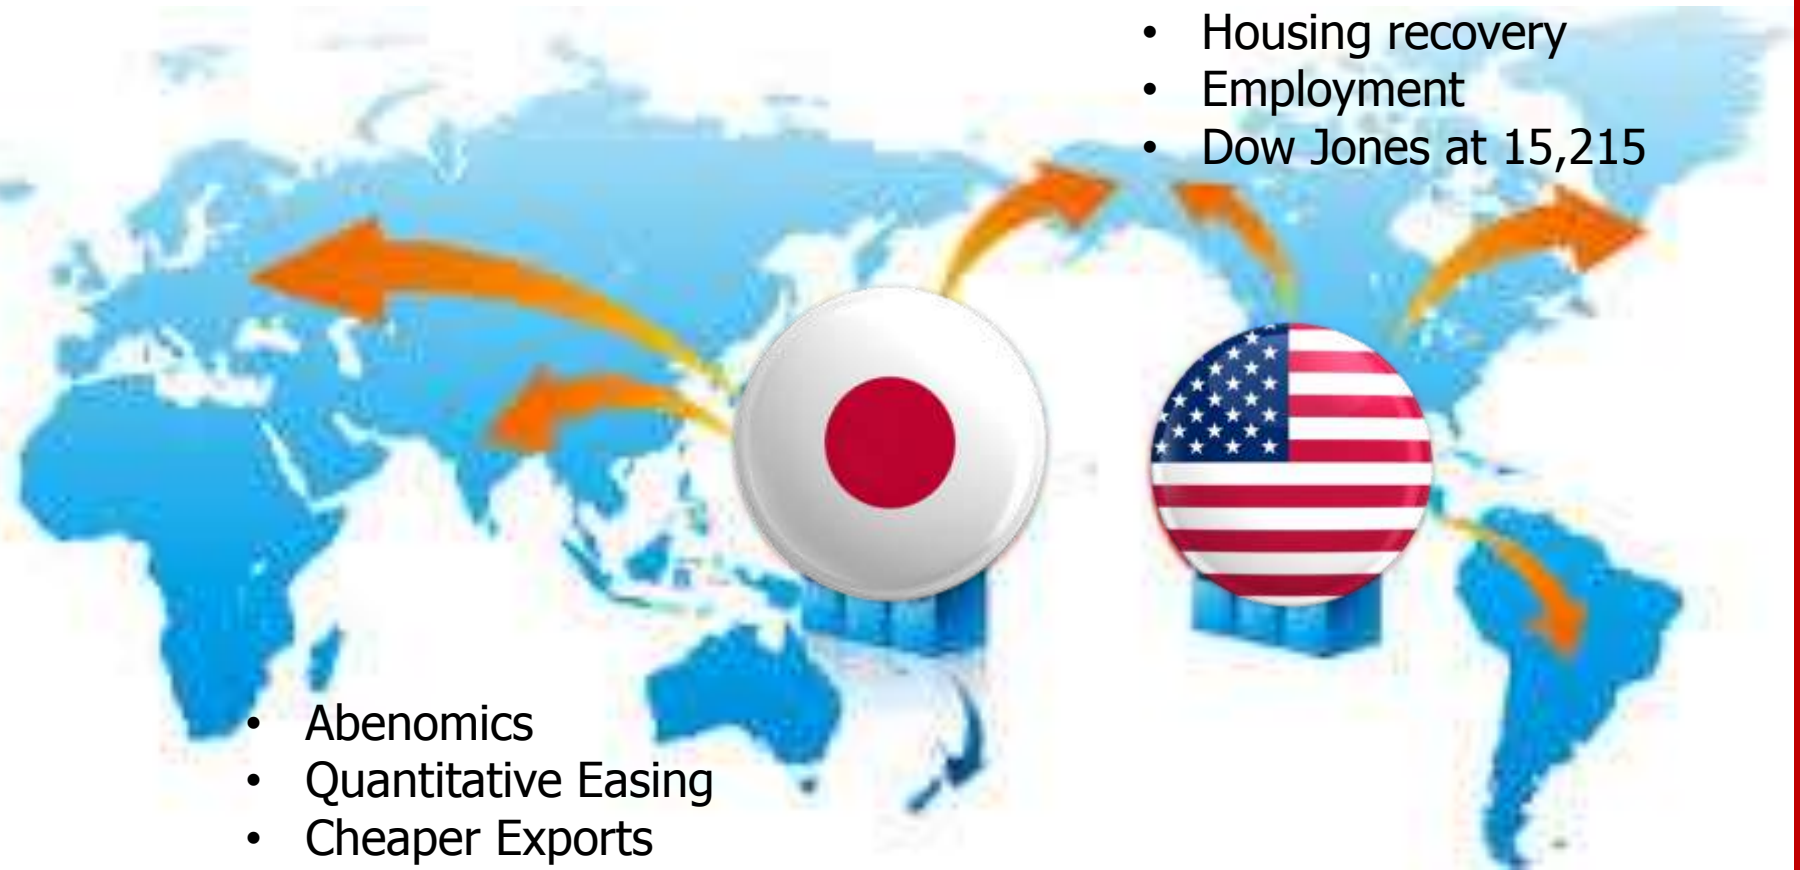 • Housing recovery
• Employment
• Dow Jones at 15,215
• Abenomics
• Quantitative Easing
• Cheaper Exports